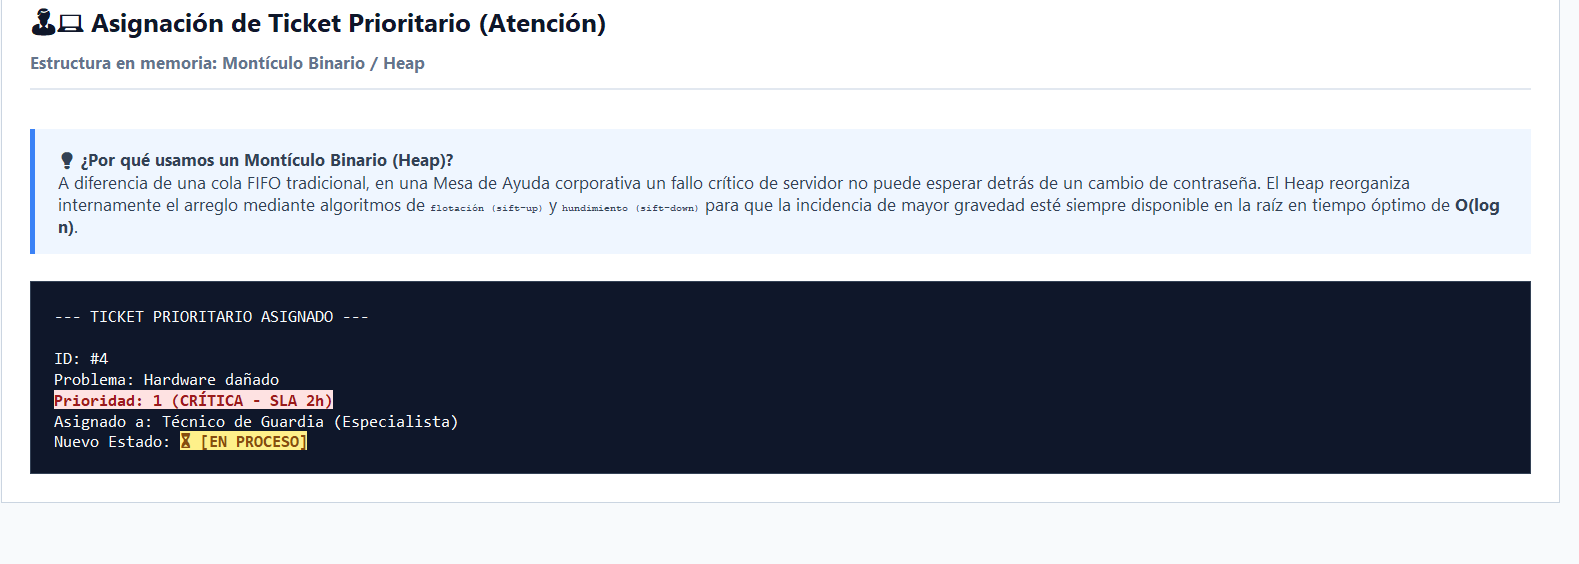 Asignación de Ticket Prioritario (Atención)
Estructura en memoria: Montículo Binario / Heap
¿Por qué usamos un Montículo Binario (Heap)?
A diferencia de una cola FIFO tradicional, en una Mesa de Ayuda corporativa un fallo crítico de servidor no puede esperar detrás de un cambio de contraseña. El Heap reorganiza
internamente el arreglo mediante algoritmos de flotación (sift-up) y hundimiento (sift-down) para que la incidencia de mayor gravedad esté siempre disponible en la raíz en tiempo óptimo de O(log
n).
--- TICKET PRIORITARIO ASIGNADO ---
ID: #4
Problema: Hardware dañado
Prioridad: 1 (CRÍTICA - SLA 2h)
Asignado a: Técnico de Guardia (Especialista)
Nuevo Estado: ⏳ [EN PROCESO]